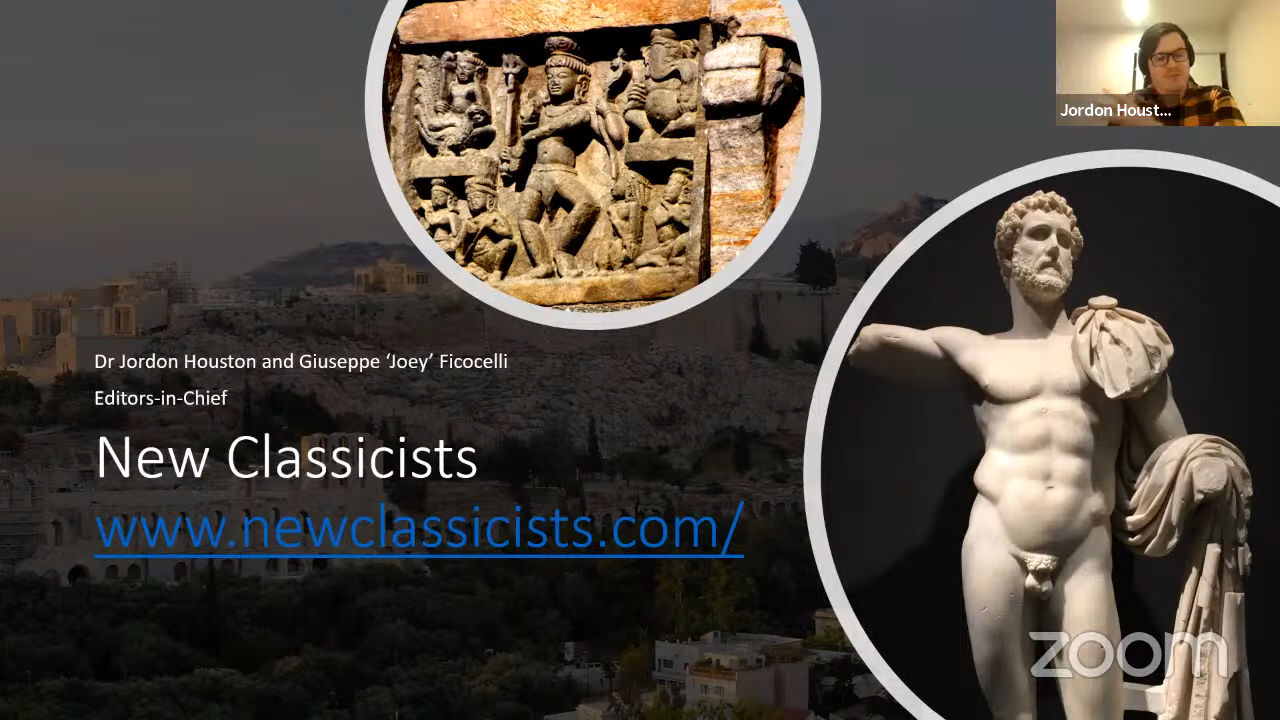 Jordon Houst...
Dr Jordon Houston and Giuseppe ‘Joey’ Ficocelli
Editors-in-Chief
New Classicists
www.newclassicists.com/
zoom